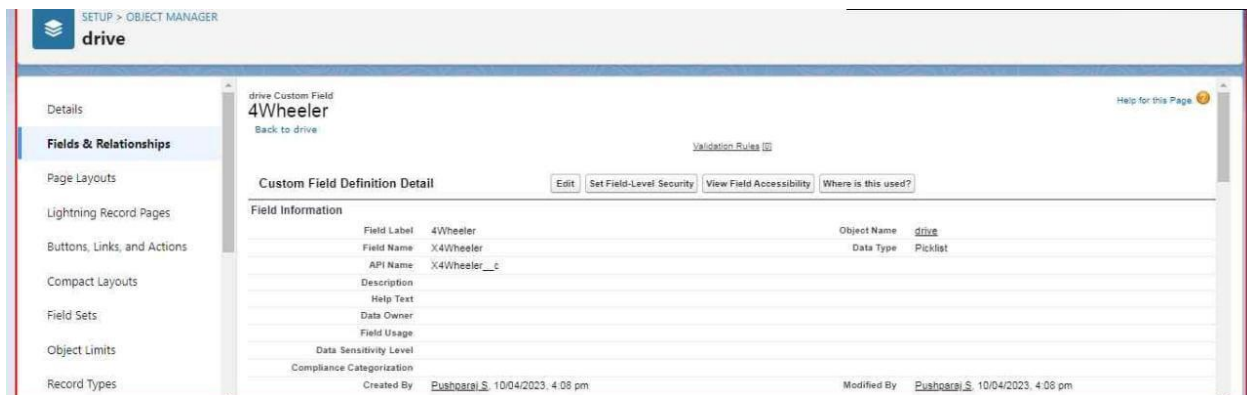 SETUP > OBJECT MANAGER
drive
Details
Fields & Relationships
Page Layouts
Lightning Record Pages
Buttons, Links, and Actions
Compact Layouts
Field Sets
Object Limits
Record Types
drive Custom Field
4Wheeler
Back to drive
Help for this Page
Validation Rules [0]
Custom Field Definition Detail Edit Set Field-Level Security View Field Accessibility Where is this used?
Field Information
Field Label 4Wheeler Object Name drive
Field Name X4Wheeler Data Type Picklist
API Name X4Wheeler__c
Description
Help Text
Data Owner
Field Usage
Data Sensitivity Level
Compliance Categorization
Created By Pushparaj S, 10/04/2023, 4:08 pm Modified By Pushparaj S, 10/04/2023, 4:08 pm